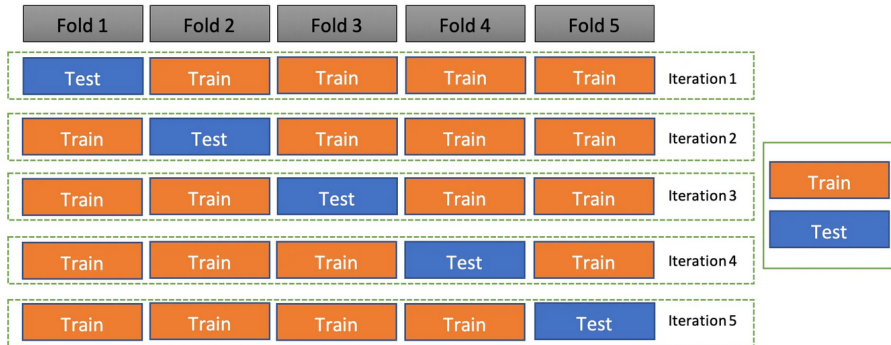 Fold 1 Fold 2 Fold 3 Fold 4 Fold 5
Test Train Train Train Train Iteration 1
Train Test Train Train Train Iteration 2
Train Train Test Train Train Iteration 3
Train Train Train Test Train Iteration 4
Train Train Train Train Test Iteration 5
Train
Test